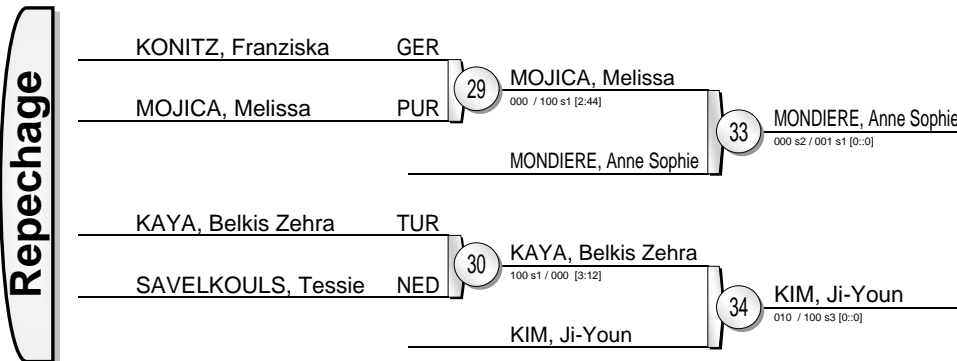 Repechage
KONITZ, Franziska GER
MOJICA, Melissa PUR
29
MOJICA, Melissa
000 / 100 s1 [2:44]
MONDIERE, Anne Sophie
33
MONDIERE, Anne Sophie
000 s2 / 001 s1 [0::0]
KAYA, Belkis Zehra TUR
SAVELKOULS, Tessie NED
30
KAYA, Belkis Zehra
100 s1 / 000 [3:12]
KIM, Ji-Youn
34
KIM, Ji-Youn
010 / 100 s3 [0::0]